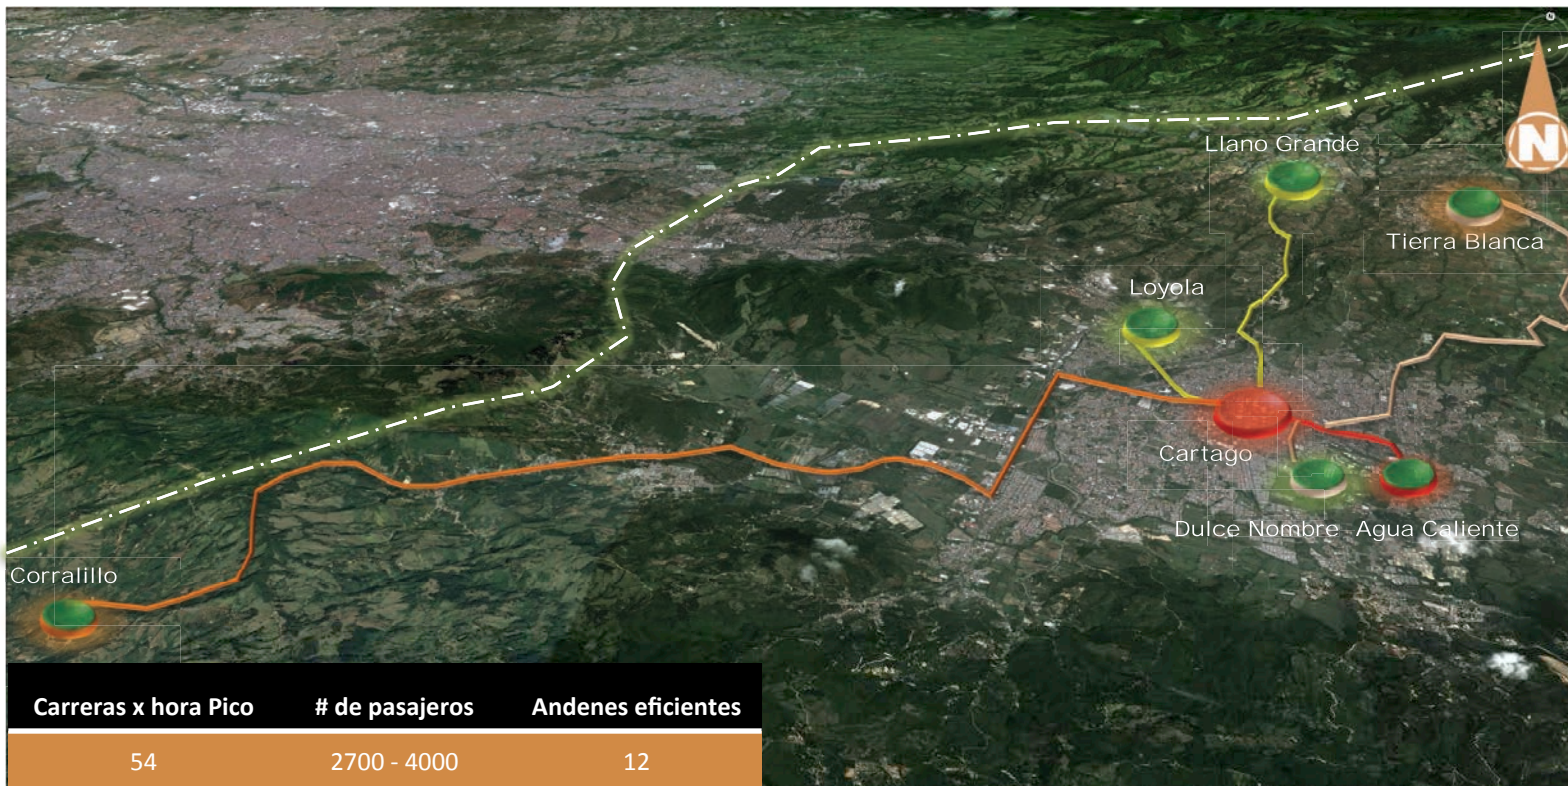 N
Llano Grande
Tierra Blanca
Loyola
Cartago
Dulce Nombre
Agua Caliente
Corralillo
Carreras x hora Pico # de pasajeros Andenes eficientes
54 2700 - 4000 12